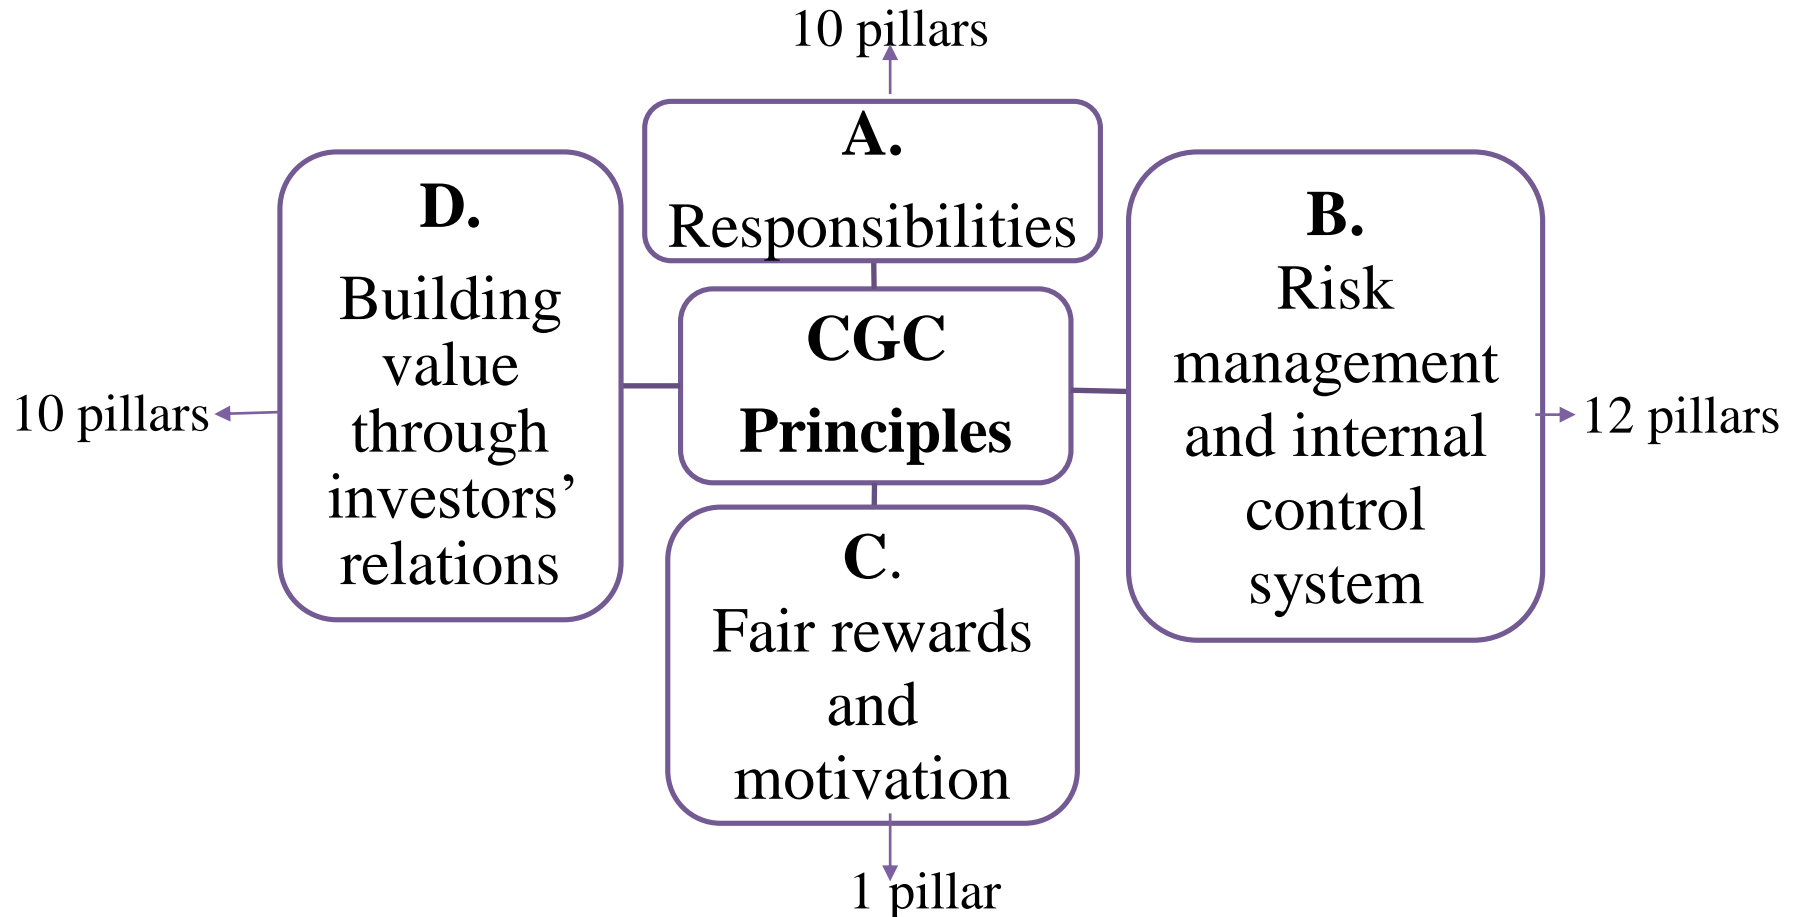 10 pillars
A.
Responsibilities
D.
Building
value
through
investors’
relations
10 pillars
CGC
Principles
B.
Risk
management
and internal
control
system
12 pillars
C.
Fair rewards
and
motivation
1 pillar